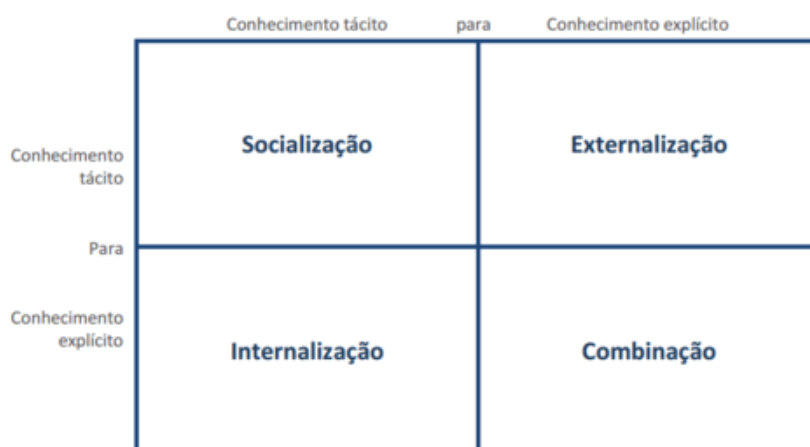 Conhecimento tácito para Conhecimento explícito
Socialização Externalização
Conhecimento
tácito
Para
Conhecimento
explícito
Internalização Combinação